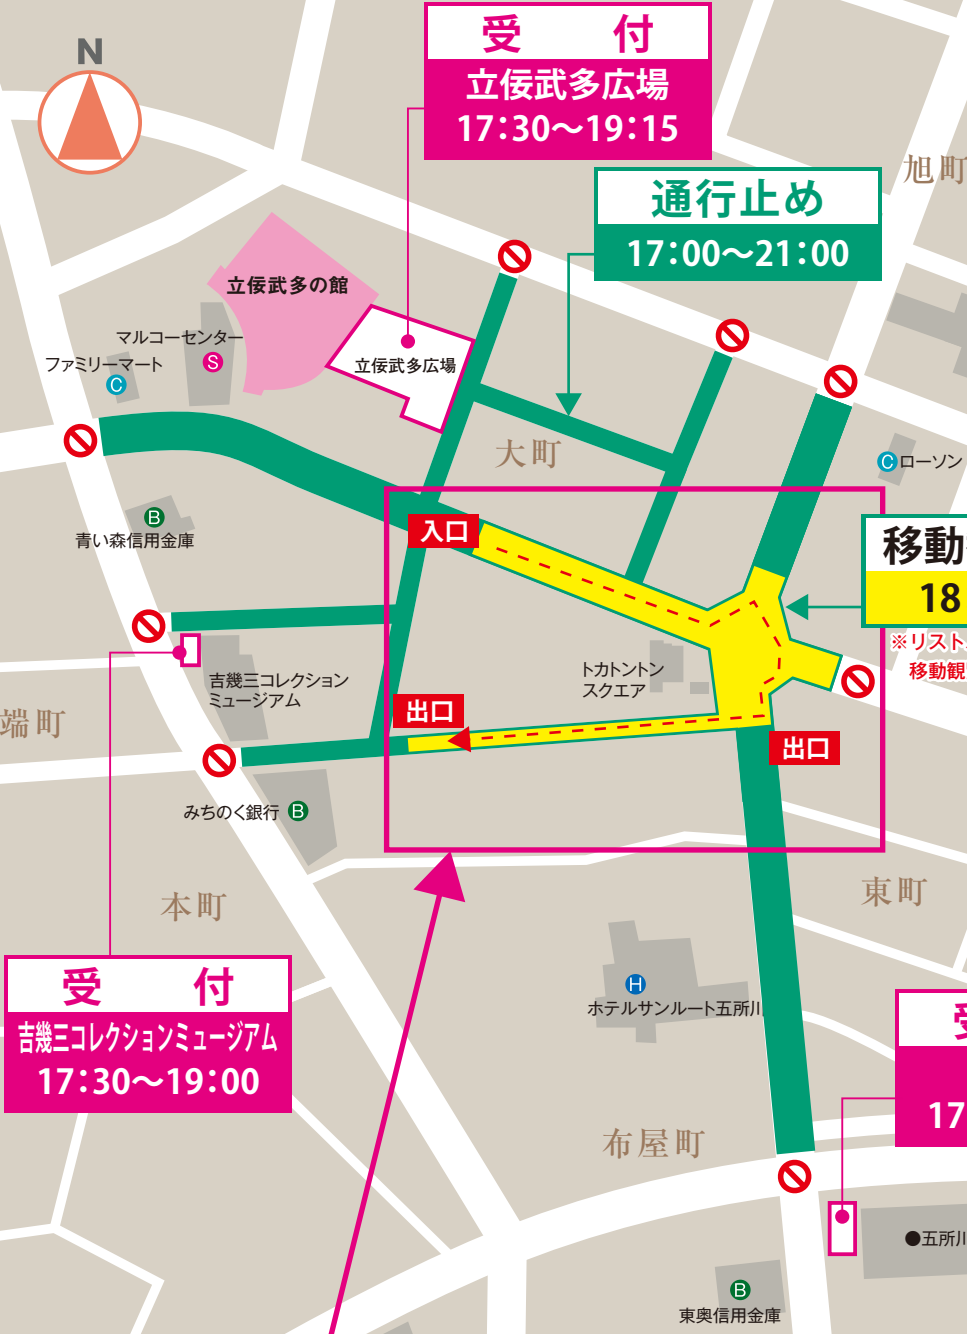 N
受　付
立佞武多広場
17：30～19：15
旭町
通行止め
17：00～21：00
立佞武多の館
マルコーセンター
S
ファミリーマート
C
立佞武多広場
大町
C ローソン
B
青い森信用金庫
入口
移動
18
※リスト
移動観
トカトントン
スクエア
吉幾三コレクション
ミュージアム
端町
出口
出口
みちのく銀行 B
本町
東町
受　付
吉幾三コレクションミュージアム
17：30～19：00
H
ホテルサンルート五所川
17
布屋町
●五所川
B
東奥信用金庫